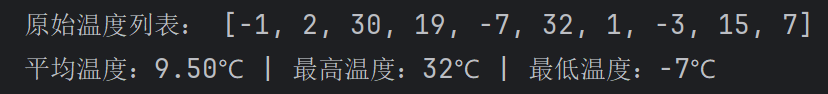 原始温度列表： [-1, 2, 30, 19, -7, 32, 1, -3, 15, 7]
平均温度：9.50℃ | 最高温度：32℃ | 最低温度：-7℃